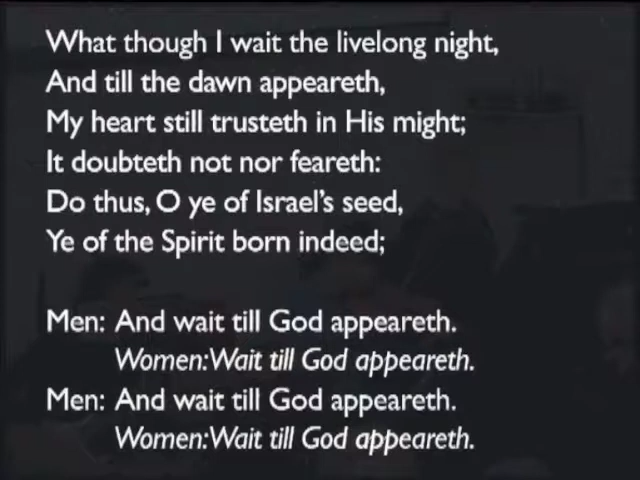 What though I wait the livelong night,
And till the dawn appeareth,
My heart still trusteth in His might;
It doubteth not nor feareth:
Do thus, O ye of Israel's seed,
Ye of the Spirit born indeed;
Men: And wait till God appeareth.
Women:Wait till God appeareth.
Men: And wait till God appeareth.
Women:Wait till God appeareth.